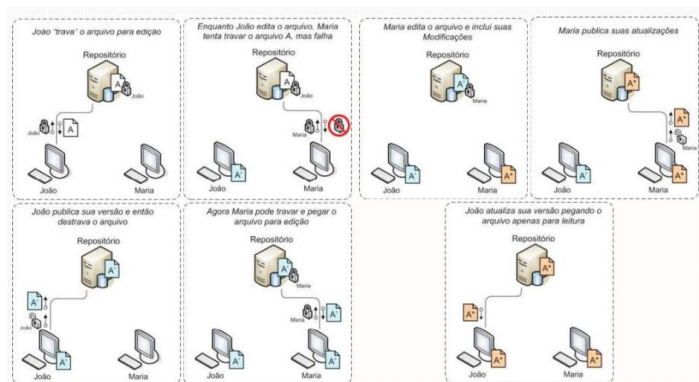 João "trava" o arquivo para edição
Repositório
A
João
João
A
João
Maria
Enquanto João edita o arquivo, Maria
tenta travar o arquivo A, mas falha
Repositório
A
João
Maria
A'
João
Maria
Maria edita o arquivo e inclui suas
Modificações
Repositório
A'
Maria
A'
A*
João
Maria
Maria publica suas atualizações
Repositório
A*
A*
Maria
A'
A*
João
Maria
João publica sua versão e então
destrava o arquivo
Repositório
A'
A'
João
A'
João
Maria
Agora Maria pode travar e pegar o
arquivo para edição
Repositório
A'
Maria
Maria
A'
A'
João
Maria
João atualiza sua versão pegando o
arquivo apenas para leitura
Repositório
A*
A*
A*
A*
João
Maria